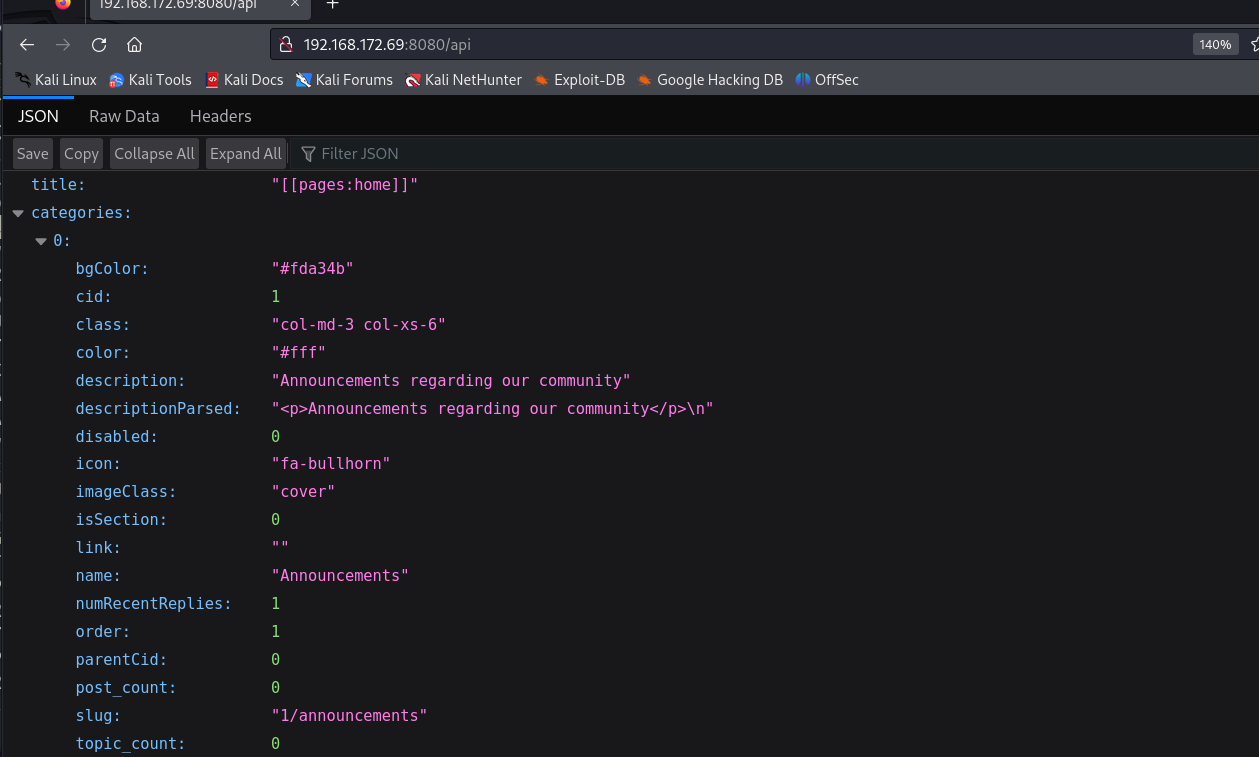 192.168.172.69:8080/api
192.168.172.69:8080/api 140%
Kali Linux Kali Tools Kali Docs Kali Forums Kali NetHunter Exploit-DB Google Hacking DB OffSec
JSON Raw Data Headers
Save Copy Collapse All Expand All Filter JSON
title: "[[pages:home]]"
categories:
0:
bgColor: "#fda34b"
cid: 1
class: "col-md-3 col-xs-6"
color: "#fff"
description: "Announcements regarding our community"
descriptionParsed: "<p>Announcements regarding our community</p>\n"
disabled: 0
icon: "fa-bullhorn"
imageClass: "cover"
isSection: 0
link: ""
name: "Announcements"
numRecentReplies: 1
order: 1
parentCid: 0
post_count: 0
slug: "1/announcements"
topic_count: 0